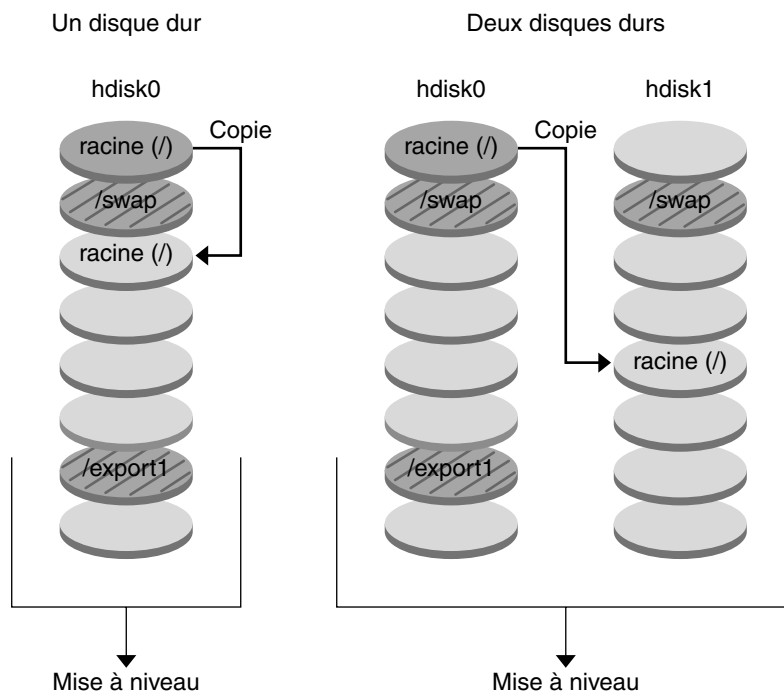 Un disque dur
hdisk0
racine (/)
Copie
/swap
racine (/)
/export1
Mise à niveau
Deux disques durs
hdisk0
hdisk1
racine (/)
Copie
/swap
/swap
racine (/)
/export1
Mise à niveau